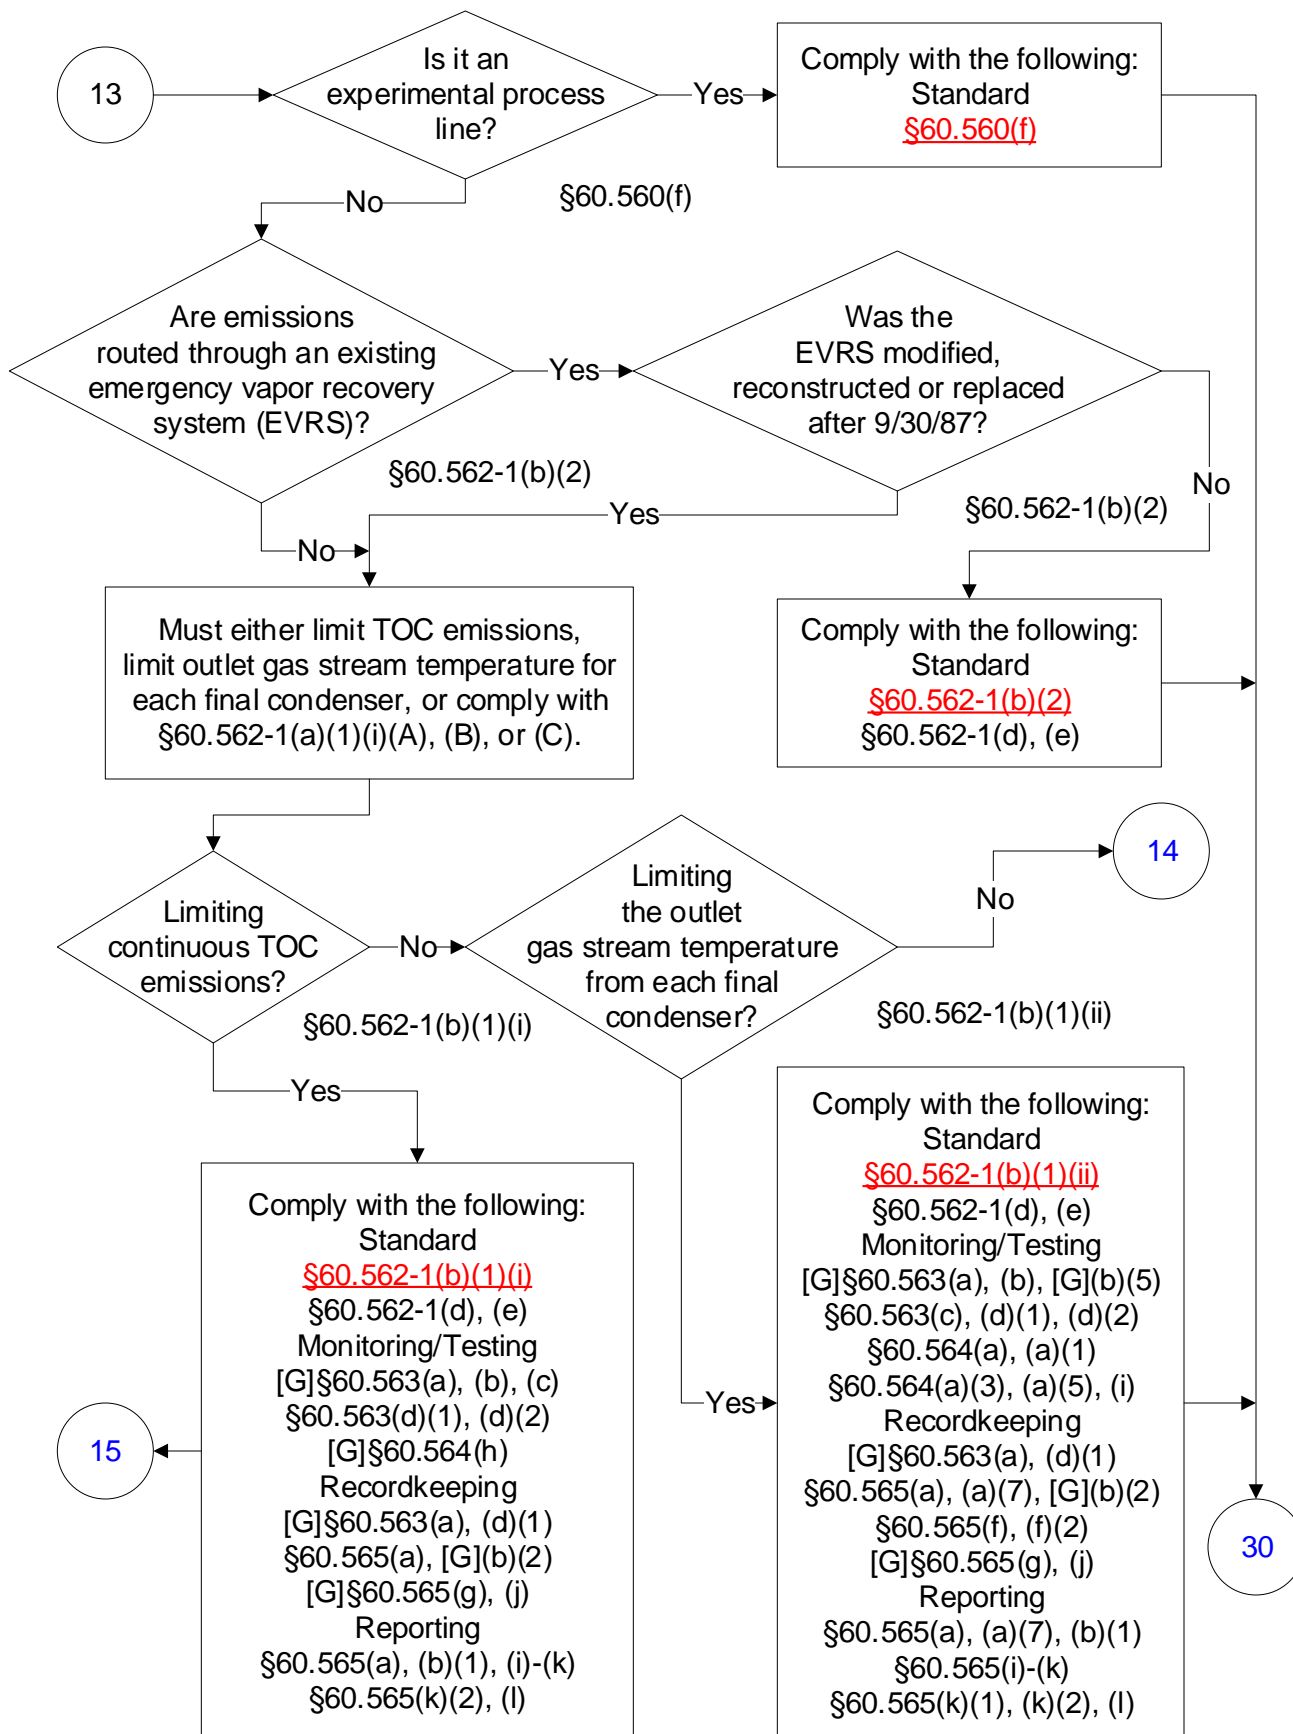 13
Is it an
experimental process
line?
Yes
Comply with the following:
Standard
§60.560(f)
No
§60.560(f)
Are emissions
routed through an existing
emergency vapor recovery
system (EVRS)?
Yes
Was the
EVRS modified,
reconstructed or replaced
after 9/30/87?
§60.562-1(b)(2)
No
§60.562-1(b)(2)
Yes
No
Must either limit TOC emissions,
limit outlet gas stream temperature for
each final condenser, or comply with
§60.562-1(a)(1)(i)(A), (B), or (C).
Comply with the following:
Standard
§60.562-1(b)(2)
§60.562-1(d), (e)
14
Limiting
continuous TOC
emissions?
No
Limiting
the outlet
gas stream temperature
from each final
condenser?
No
§60.562-1(b)(1)(i)
§60.562-1(b)(1)(ii)
Yes
Comply with the following:
Standard
§60.562-1(b)(1)(i)
§60.562-1(d), (e)
Monitoring/Testing
[G]§60.563(a), (b), (c)
§60.563(d)(1), (d)(2)
[G]§60.564(h)
Recordkeeping
[G]§60.563(a), (d)(1)
§60.565(a), [G](b)(2)
[G]§60.565(g), (j)
Reporting
§60.565(a), (b)(1), (i)-(k)
§60.565(k)(2), (l)
15
Yes
Comply with the following:
Standard
§60.562-1(b)(1)(ii)
§60.562-1(d), (e)
Monitoring/Testing
[G]§60.563(a), (b), [G](b)(5)
§60.563(c), (d)(1), (d)(2)
§60.564(a), (a)(1)
§60.564(a)(3), (a)(5), (i)
Recordkeeping
[G]§60.563(a), (d)(1)
§60.565(a), (a)(7), [G](b)(2)
§60.565(f), (f)(2)
[G]§60.565(g), (j)
Reporting
§60.565(a), (a)(7), (b)(1)
§60.565(i)-(k)
§60.565(k)(1), (k)(2), (l)
30